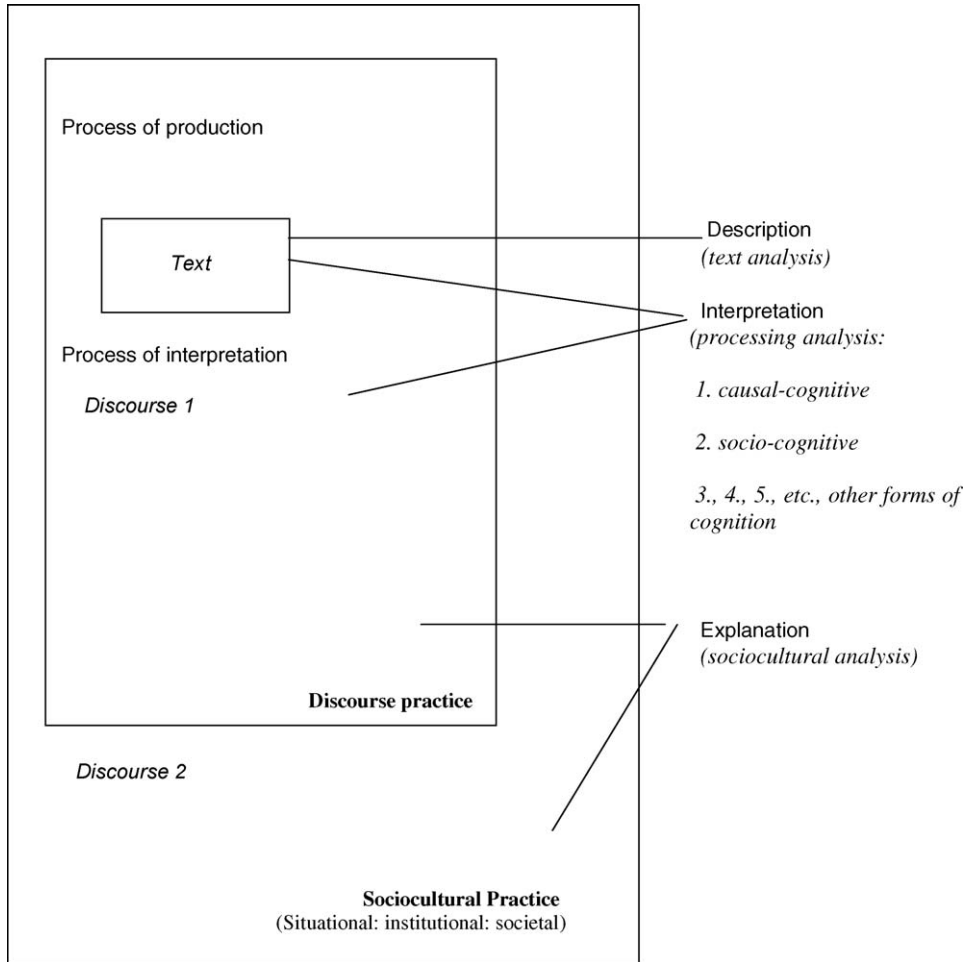 Process of production
Text
Process of interpretation
Discourse 1
Discourse practice
Discourse 2
Sociocultural Practice
(Situational: institutional: societal)
Description
(text analysis)
Interpretation
(processing analysis:
1. causal-cognitive
2. socio-cognitive
3., 4., 5., etc., other forms of
cognition
Explanation
(sociocultural analysis)